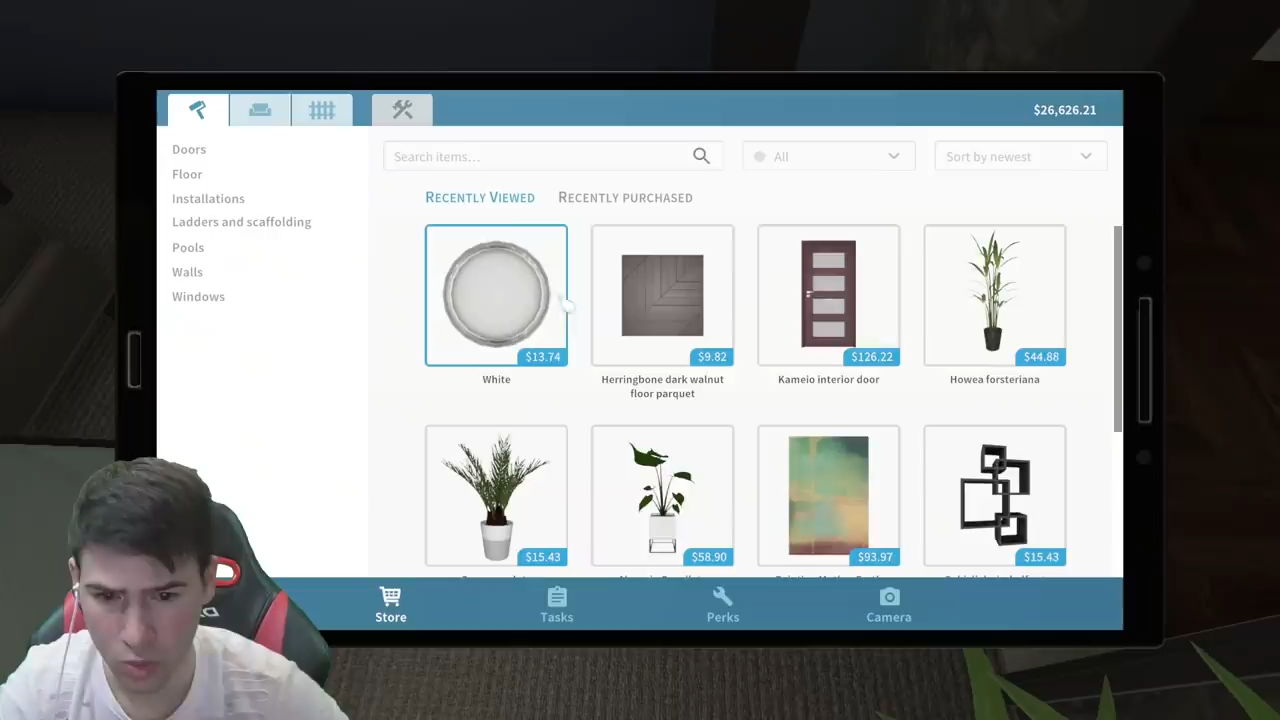 $26,626.21
Doors
Floor
Installations
Ladders and scaffolding
Pools
Walls
Windows
Search items...
All
Sort by newest
RECENTLY VIEWED
RECENTLY PURCHASED
$13.74
$9.82
$126.22
$44.88
White
Herringbone dark walnut
floor parquet
Kameio interior door
Howea forsteriana
$15.43
$58.90
$93.97
$15.43
Store
Tasks
Perks
Camera